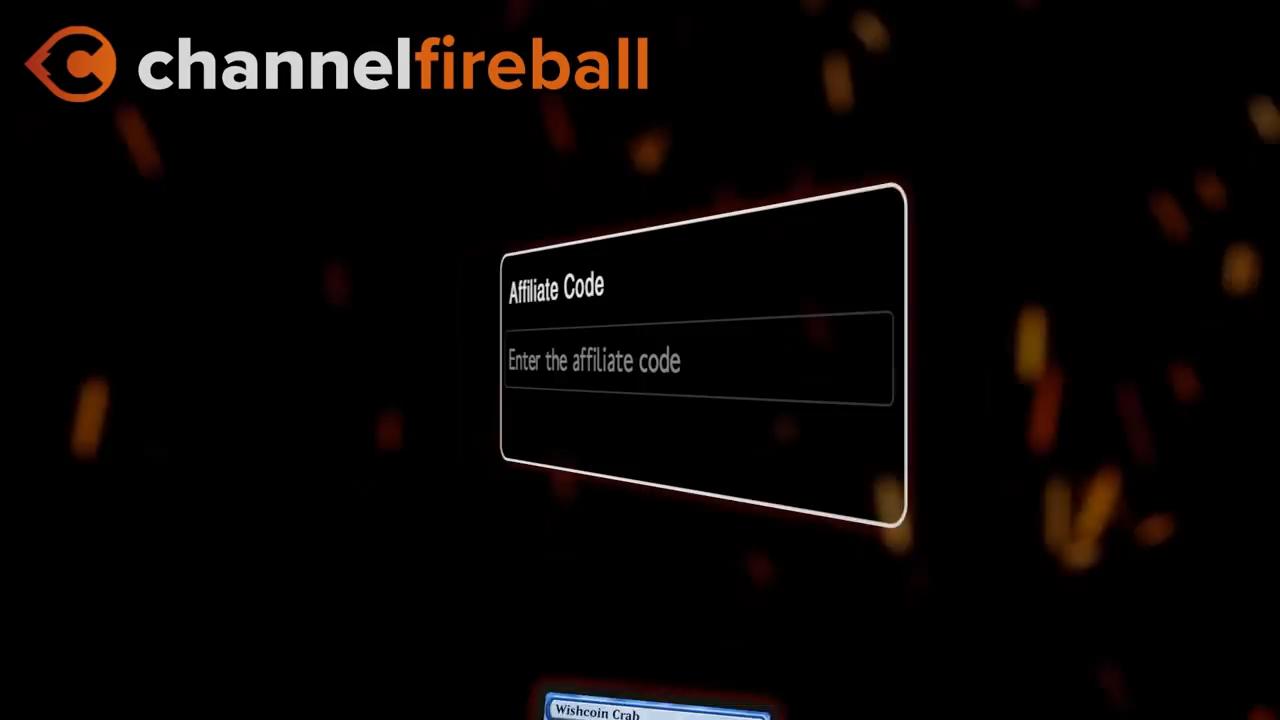 channelfireball
Affiliate Code
Enter the affiliate code
Wishcoin Crab